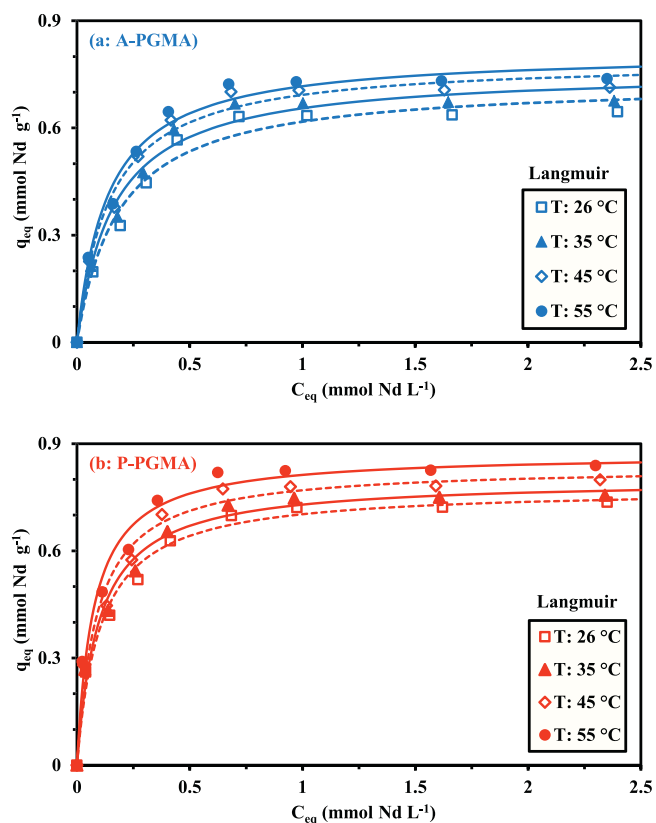 0.9
(a: A-PGMA)
0.6
0.3
0
q_eq (mmol Nd g⁻¹)
Langmuir
T: 26 °C
T: 35 °C
T: 45 °C
T: 55 °C
0 0.5 1 1.5 2 2.5
C_eq (mmol Nd L⁻¹)
0.9
(b: P-PGMA)
0.6
0.3
0
q_eq (mmol Nd g⁻¹)
Langmuir
T: 26 °C
T: 35 °C
T: 45 °C
T: 55 °C
0 0.5 1 1.5 2 2.5
C_eq (mmol Nd L⁻¹)